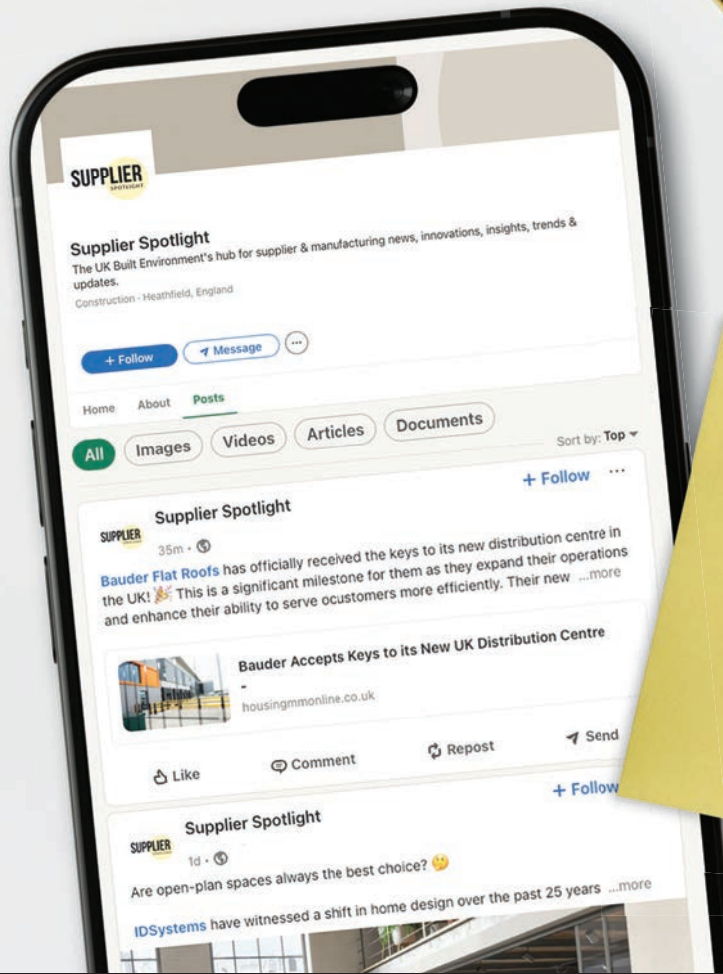 SUPPLIER
SPOTLIGHT
Supplier Spotlight
The UK Built Environment's hub for supplier & manufacturing news, innovations, insights, trends &
updates.
Construction - Heathfield, England
+ Follow
Message
Home About Posts
All Images Videos Articles Documents
Sort by: Top
SUPPLIER
Supplier Spotlight
+ Follow
35m •
Bauder Flat Roofs has officially received the keys to its new distribution centre in
the UK! 🎉 This is a significant milestone for them as they expand their operations
and enhance their ability to serve ocustomers more efficiently. Their new ...more
Bauder Accepts Keys to its New UK Distribution Centre
-
housingmmonline.co.uk
Like Comment Repost Send
SUPPLIER
Supplier Spotlight
+ Follow
1d •
Are open-plan spaces always the best choice? 🤔
IDSystems have witnessed a shift in home design over the past 25 years ...more